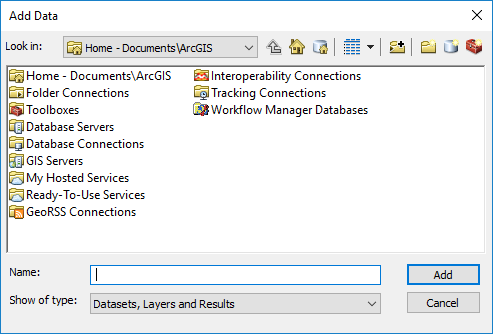 Add Data
Look in: Home - Documents\ArcGIS
Home - Documents\ArcGIS
Folder Connections
Toolboxes
Database Servers
Database Connections
GIS Servers
My Hosted Services
Ready-To-Use Services
GeoRSS Connections
Interoperability Connections
Tracking Connections
Workflow Manager Databases
Name:
Add
Show of type: Datasets, Layers and Results
Cancel